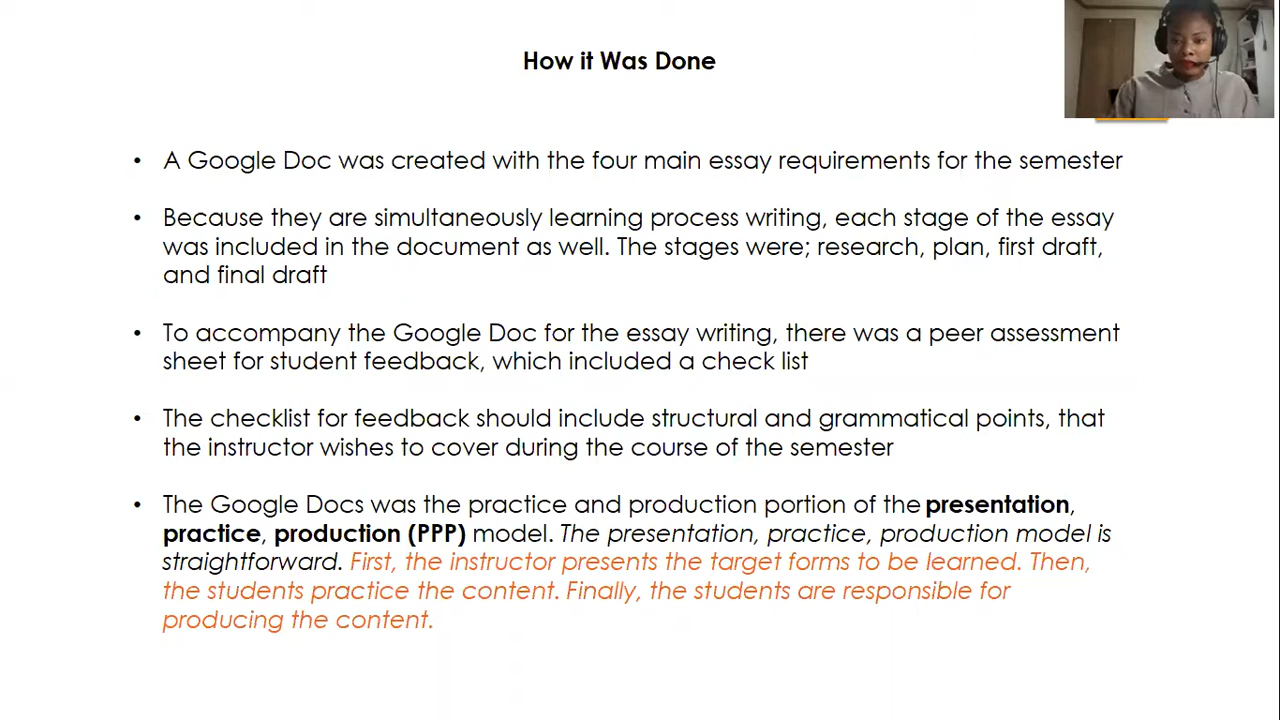 How it Was Done
• A Google Doc was created with the four main essay requirements for the semester
• Because they are simultaneously learning process writing, each stage of the essay
was included in the document as well. The stages were; research, plan, first draft,
and final draft
• To accompany the Google Doc for the essay writing, there was a peer assessment
sheet for student feedback, which included a check list
• The checklist for feedback should include structural and grammatical points, that
the instructor wishes to cover during the course of the semester
• The Google Docs was the practice and production portion of the presentation,
practice, production (PPP) model. The presentation, practice, production model is
straightforward. First, the instructor presents the target forms to be learned. Then,
the students practice the content. Finally, the students are responsible for
producing the content.